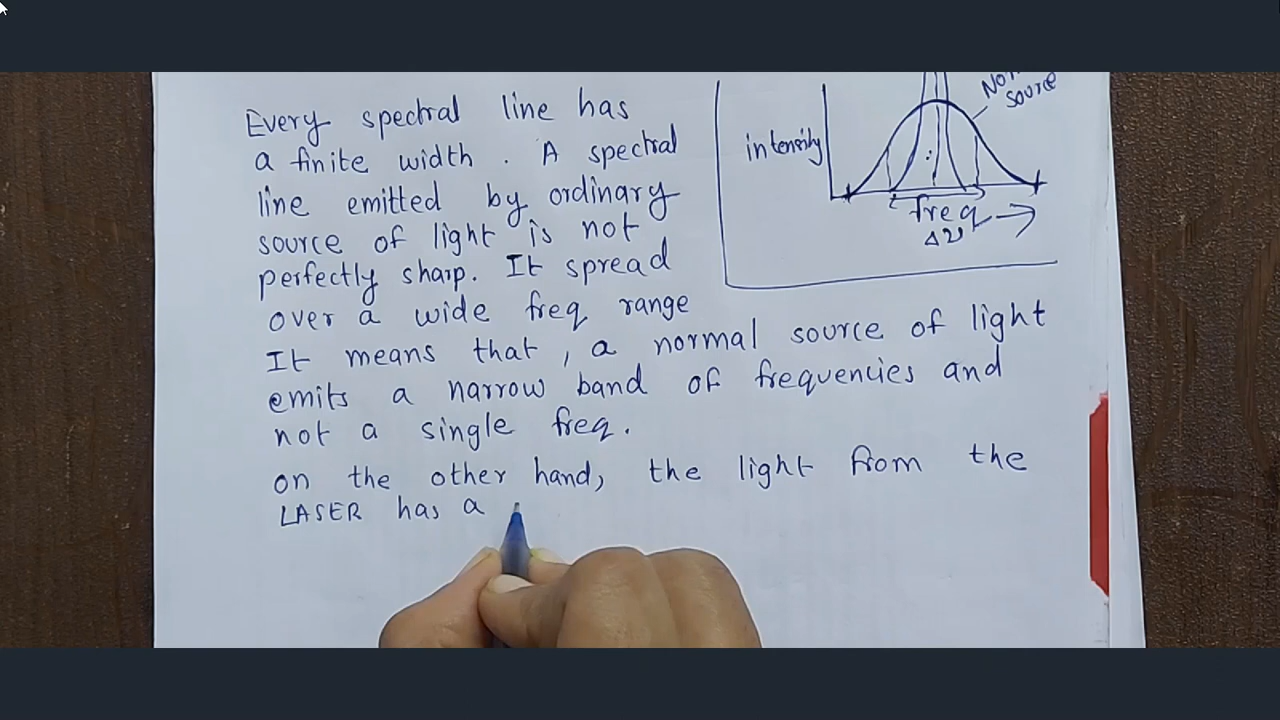 Every spectral line has
a finite width. A spectral
line emitted by ordinary
source of light is not
perfectly sharp. It spread
over a wide freq range
It means that, a normal source of light
emits a narrow band of frequencies and
not a single freq.
on the other hand, the light from the
LASER has a
source
intensity
freq
Δν